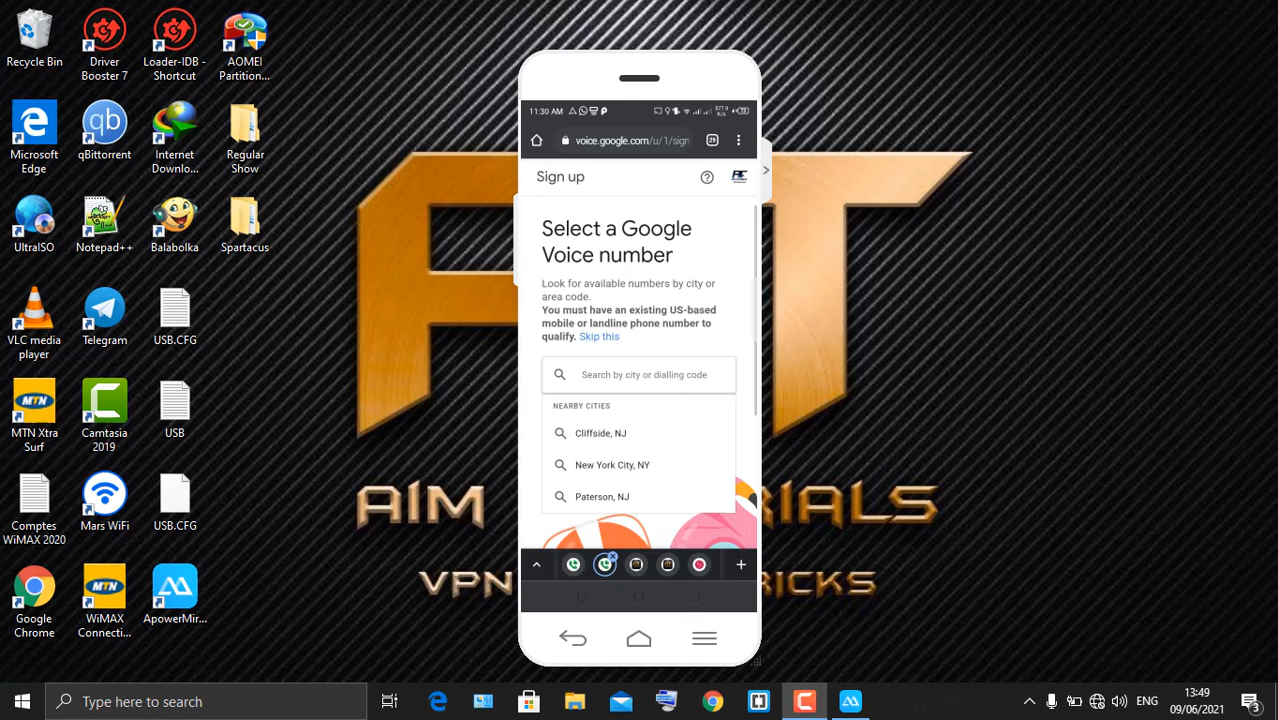 Recycle Bin
Driver
Booster 7
Loader-IDB -
Shortcut
AOMEI
Partition...
Microsoft
Edge
qBittorrent
Internet
Downlo...
Regular
Show
UltraISO
Notepad++
Balabolka
Spartacus
VLC media
player
Telegram
USB.CFG
MTN Xtra
Surf
Camtasia
2019
USB
Comptes
WiMAX 2020
Mars WiFi
USB.CFG
Google
Chrome
WiMAX
Connecti...
ApowerMir...
11:30 AM
voice.google.com/u/1/sign
29
Sign up
Select a Google
Voice number
Look for available numbers by city or
area code.
You must have an existing US-based
mobile or landline phone number to
qualify. Skip this
Search by city or dialling code
NEARBY CITIES
Cliffside, NJ
New York City, NY
Paterson, NJ
Type here to search
ENG
13:49
09/06/2021
3